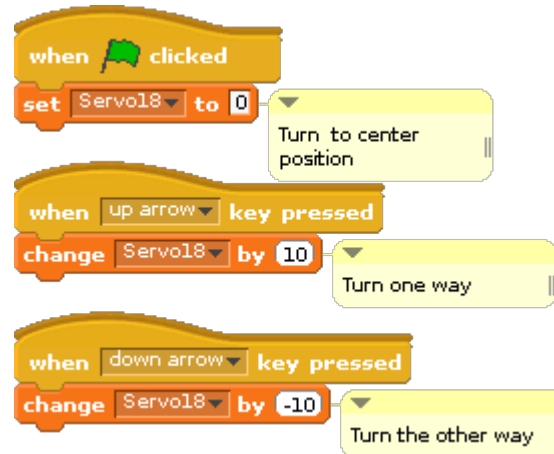 when clicked
set Servo18 to 0
Turn to center
position
when up arrow key pressed
change Servo18 by 10
Turn one way
when down arrow key pressed
change Servo18 by -10
Turn the other way